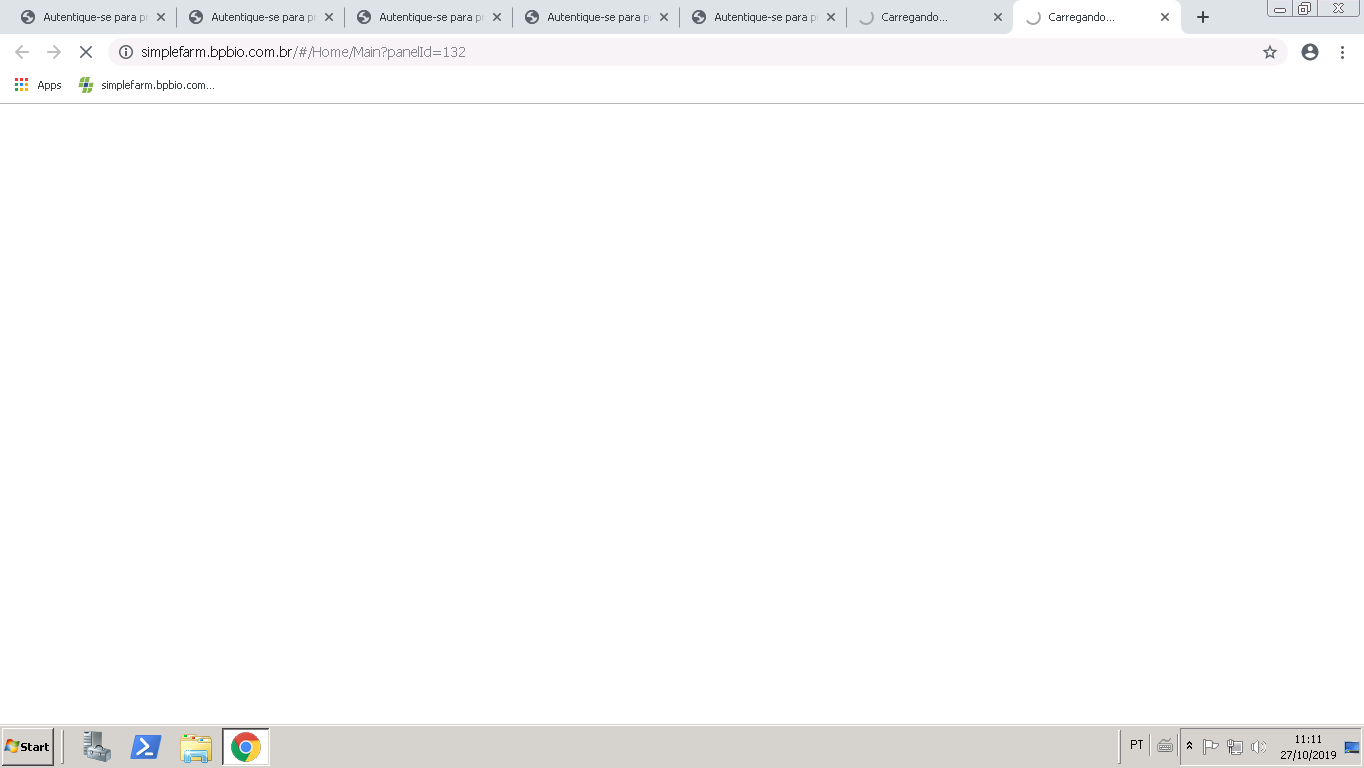 Autentique-se para p
Autentique-se para p
Autentique-se para p
Autentique-se para p
Autentique-se para p
Carregando...
Carregando...
simplefarm.bpbio.com.br/#/Home/Main?panelId=132
Apps
simplefarm.bpbio.com...
Start
PT
11:11
27/10/2019